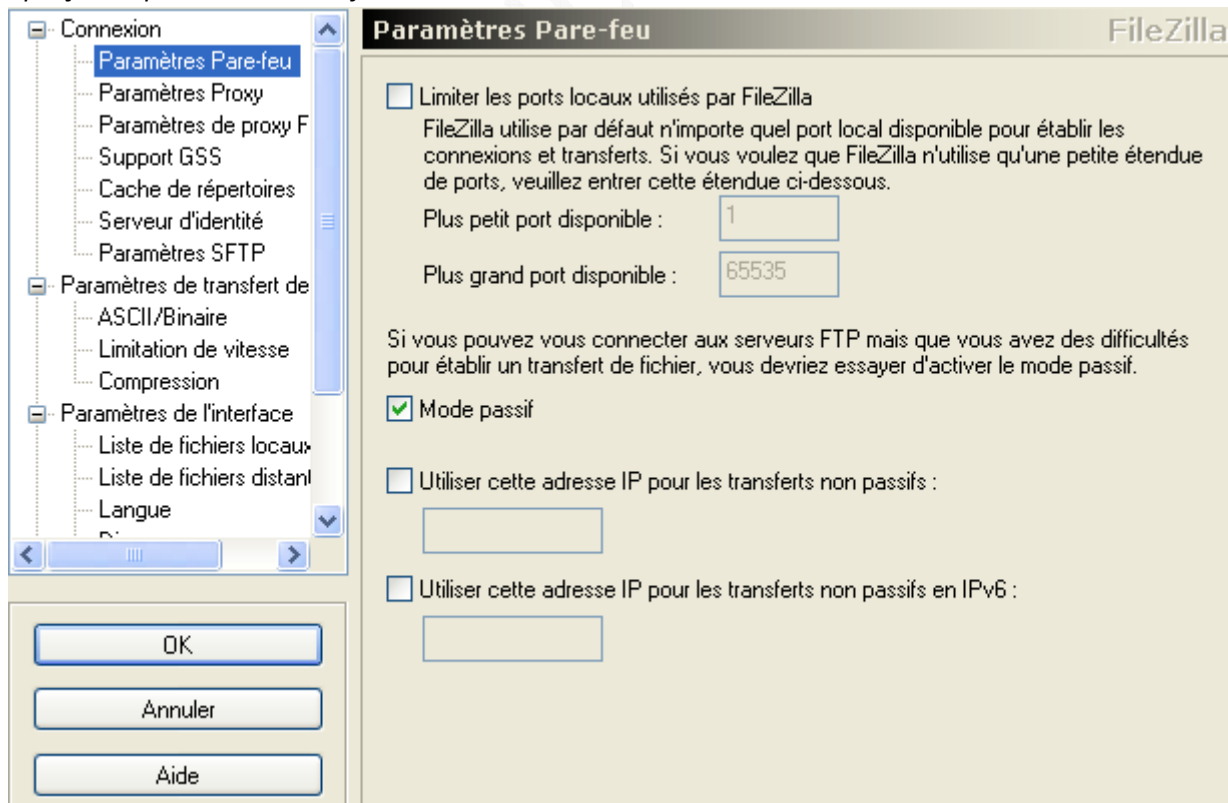 Connexion
Paramètres Pare-feu
Paramètres Proxy
Paramètres de proxy F
Support GSS
Cache de répertoires
Serveur d'identité
Paramètres SFTP
Paramètres de transfert de
ASCII/Binaire
Limitation de vitesse
Compression
Paramètres de l'interface
Liste de fichiers locaux
Liste de fichiers distant
Langue
OK
Annuler
Aide
Paramètres Pare-feu
FileZilla
Limiter les ports locaux utilisés par FileZilla
FileZilla utilise par défaut n'importe quel port local disponible pour établir les
connexions et transferts. Si vous voulez que FileZilla n'utilise qu'une petite étendue
de ports, veuillez entrer cette étendue ci-dessous.
Plus petit port disponible : 1
Plus grand port disponible : 65535
Si vous pouvez vous connecter aux serveurs FTP mais que vous avez des difficultés
pour établir un transfert de fichier, vous devriez essayer d'activer le mode passif.
Mode passif
Utiliser cette adresse IP pour les transferts non passifs :
Utiliser cette adresse IP pour les transferts non passifs en IPv6 :